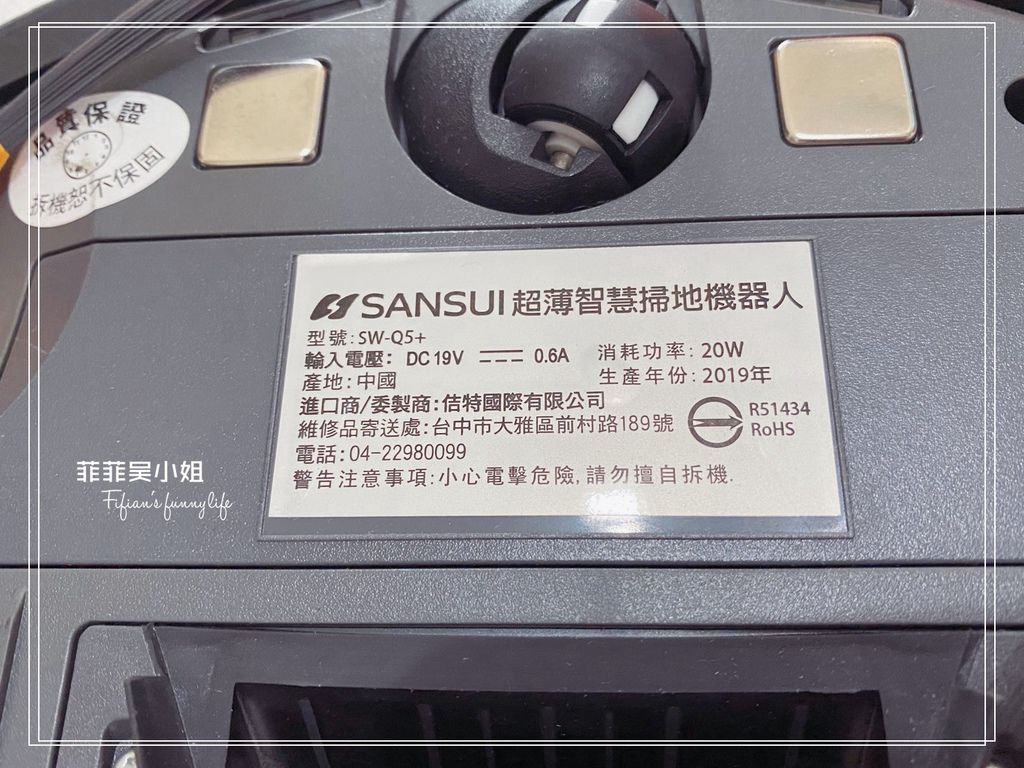 品質保證
拆機恕不保固
SANSUI 超薄智慧掃地機器人
型號: SW-Q5+
輸入電壓: DC 19V 0.6A 消耗功率: 20W
產地: 中國 生產年份: 2019年
進口商/委製商: 佶特國際有限公司
維修品寄送處: 台中市大雅區前村路189號
R51434
RoHS
電話: 04-22980099
警告注意事項: 小心電擊危險, 請勿擅自拆機.
菲菲吴小姐
Fifian's funnylife